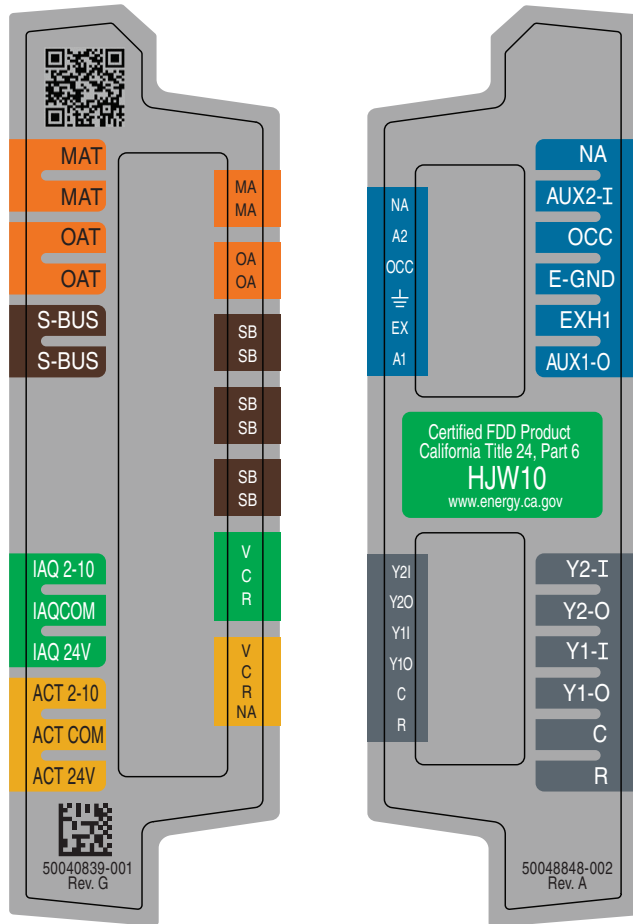 MAT
MAT
OAT
OAT
S-BUS
S-BUS
IAQ 2-10
IAQCOM
IAQ 24V
ACT 2-10
ACT COM
ACT 24V
50040839-001
Rev. G
MA
MA
OA
OA
SB
SB
SB
SB
SB
SB
V
C
R
V
C
R
NA
NA
A2
OCC
EX
A1
NA
AUX2-I
OCC
E-GND
EXH1
AUX1-O
Certified FDD Product
California Title 24, Part 6
HJW10
www.energy.ca.gov
Y2I
Y2O
Y1I
Y1O
C
R
Y2-I
Y2-O
Y1-I
Y1-O
C
R
50048848-002
Rev. A